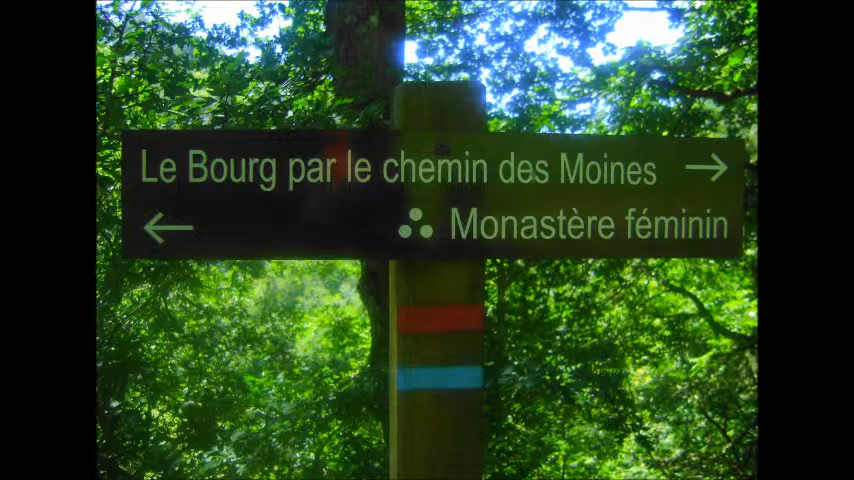 Le Bourg par le chemin des Moines →
← Monastère féminin